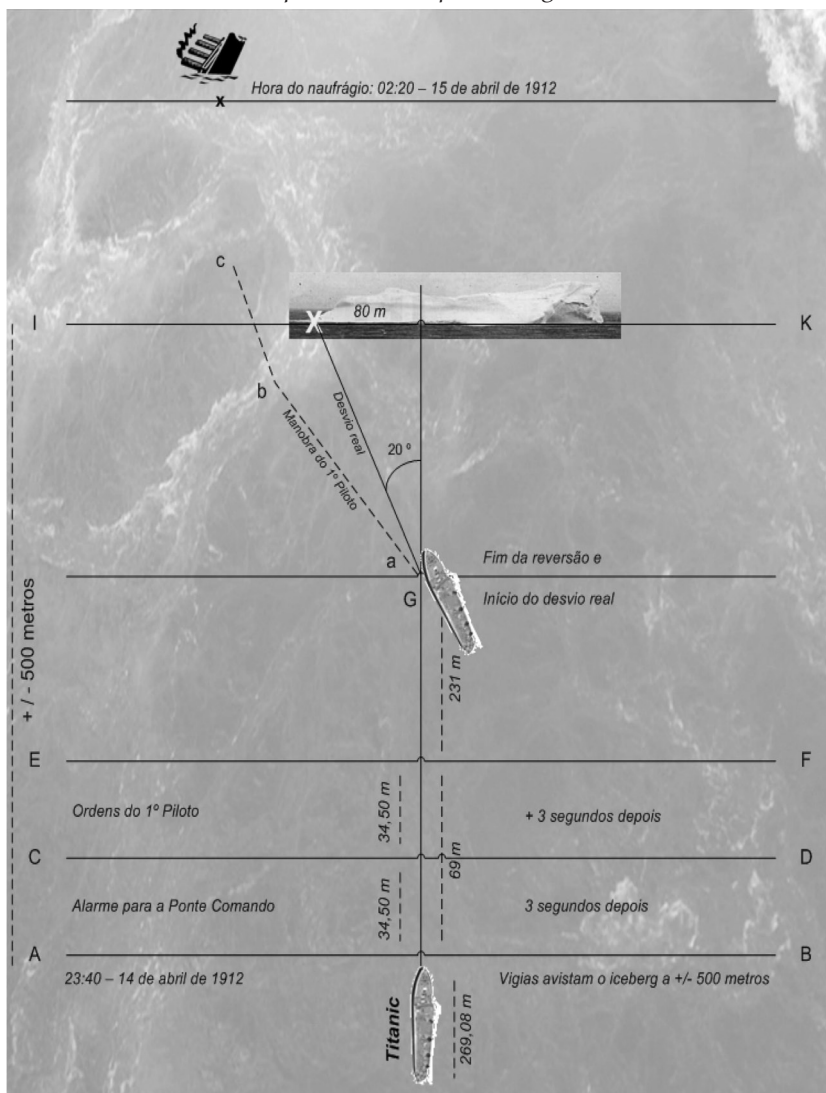 Hora do naufrágio: 02:20 – 15 de abril de 1912
x
c
I
X
80 m
K
b
Desvio real
Manobra do 1º Piloto
20 º
a
Fim da reversão e
G
Início do desvio real
+ / - 500 metros
231 m
E
F
Ordens do 1º Piloto
34,50 m
+ 3 segundos depois
C
69 m
D
Alarme para a Ponte Comando
34,50 m
3 segundos depois
A
B
23:40 – 14 de abril de 1912
Vigias avistam o iceberg a +/- 500 metros
Titanic
269,08 m